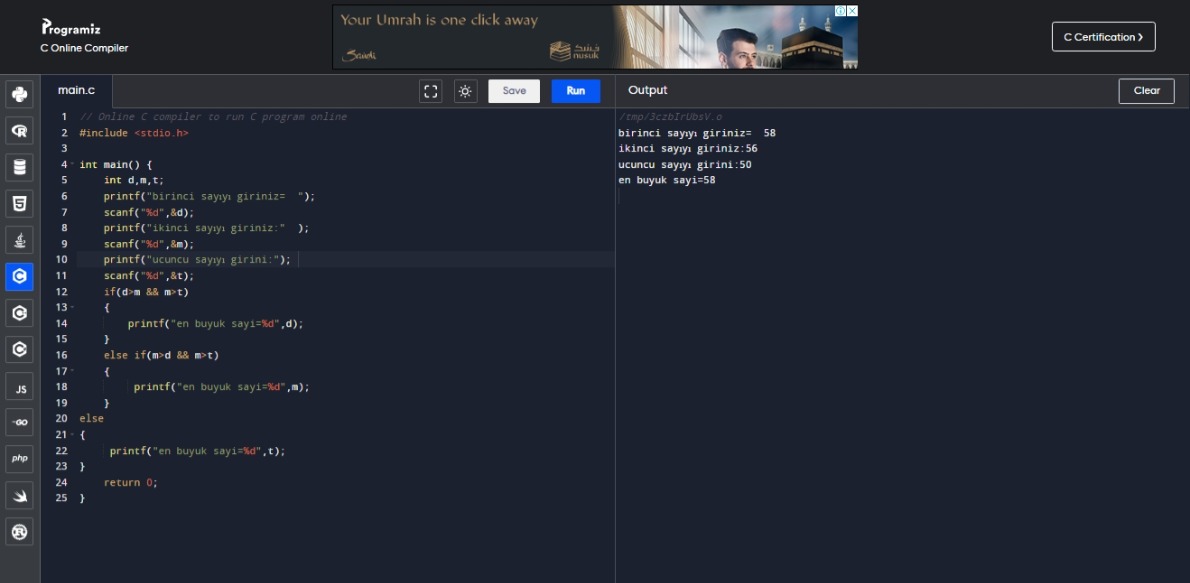 Programiz
C Online Compiler
Your Umrah is one click away
Saudi
nusuk
C Certification
main.c
Save
Run
Output
Clear
1 // Online C compiler to run C program online
2 #include <stdio.h>
3
4 int main() {
5 int d,m,t;
6 printf("birinci sayıyı giriniz=  ");
7 scanf("%d",&d);
8 printf("ikinci sayıyı giriniz:"  );
9 scanf("%d",&m);
10 printf("ucuncu sayıyı girini:");
11 scanf("%d",&t);
12 if(d>m && m>t)
13 {
14 printf("en buyuk sayi=%d",d);
15 }
16 else if(m>d && m>t)
17 {
18 printf("en buyuk sayi=%d",m);
19 }
20 else
21 {
22 printf("en buyuk sayi=%d",t);
23 }
24 return 0;
25 }
/tmp/3czbIrUbsV.o
birinci sayıyı giriniz=  58
ikinci sayıyı giriniz:56
ucuncu sayıyı girini:50
en buyuk sayi=58
JS
GO
php